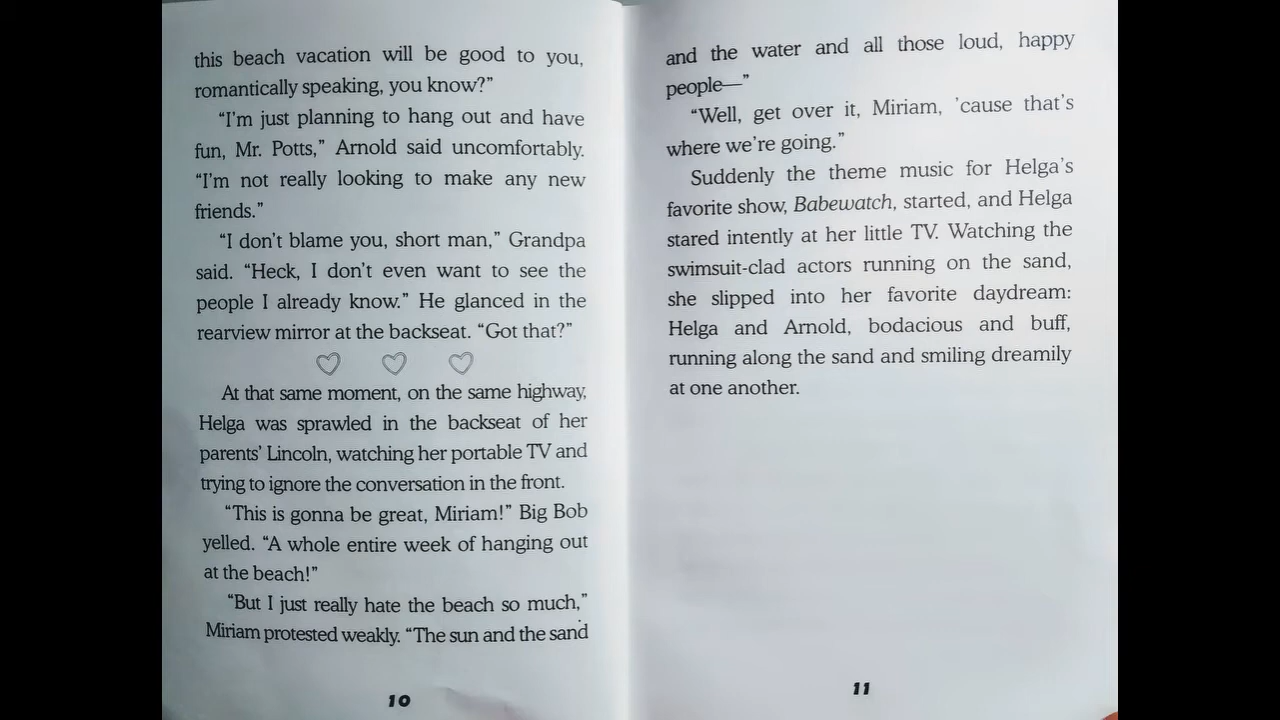 this beach vacation will be good to you,
romantically speaking, you know?”
“I’m just planning to hang out and have
fun, Mr. Potts,” Arnold said uncomfortably.
“I’m not really looking to make any new
friends.”
“I don’t blame you, short man,” Grandpa
said. “Heck, I don’t even want to see the
people I already know.” He glanced in the
rearview mirror at the backseat. “Got that?”
At that same moment, on the same highway,
Helga was sprawled in the backseat of her
parents’ Lincoln, watching her portable TV and
trying to ignore the conversation in the front.
“This is gonna be great, Miriam!” Big Bob
yelled. “A whole entire week of hanging out
at the beach!”
“But I just really hate the beach so much,”
Miriam protested weakly. “The sun and the sand
10
and the water and all those loud, happy
people—”
“Well, get over it, Miriam, ’cause that’s
where we’re going.”
Suddenly the theme music for Helga’s
favorite show, Babewatch, started, and Helga
stared intently at her little TV. Watching the
swimsuit-clad actors running on the sand,
she slipped into her favorite daydream:
Helga and Arnold, bodacious and buff,
running along the sand and smiling dreamily
at one another.
11